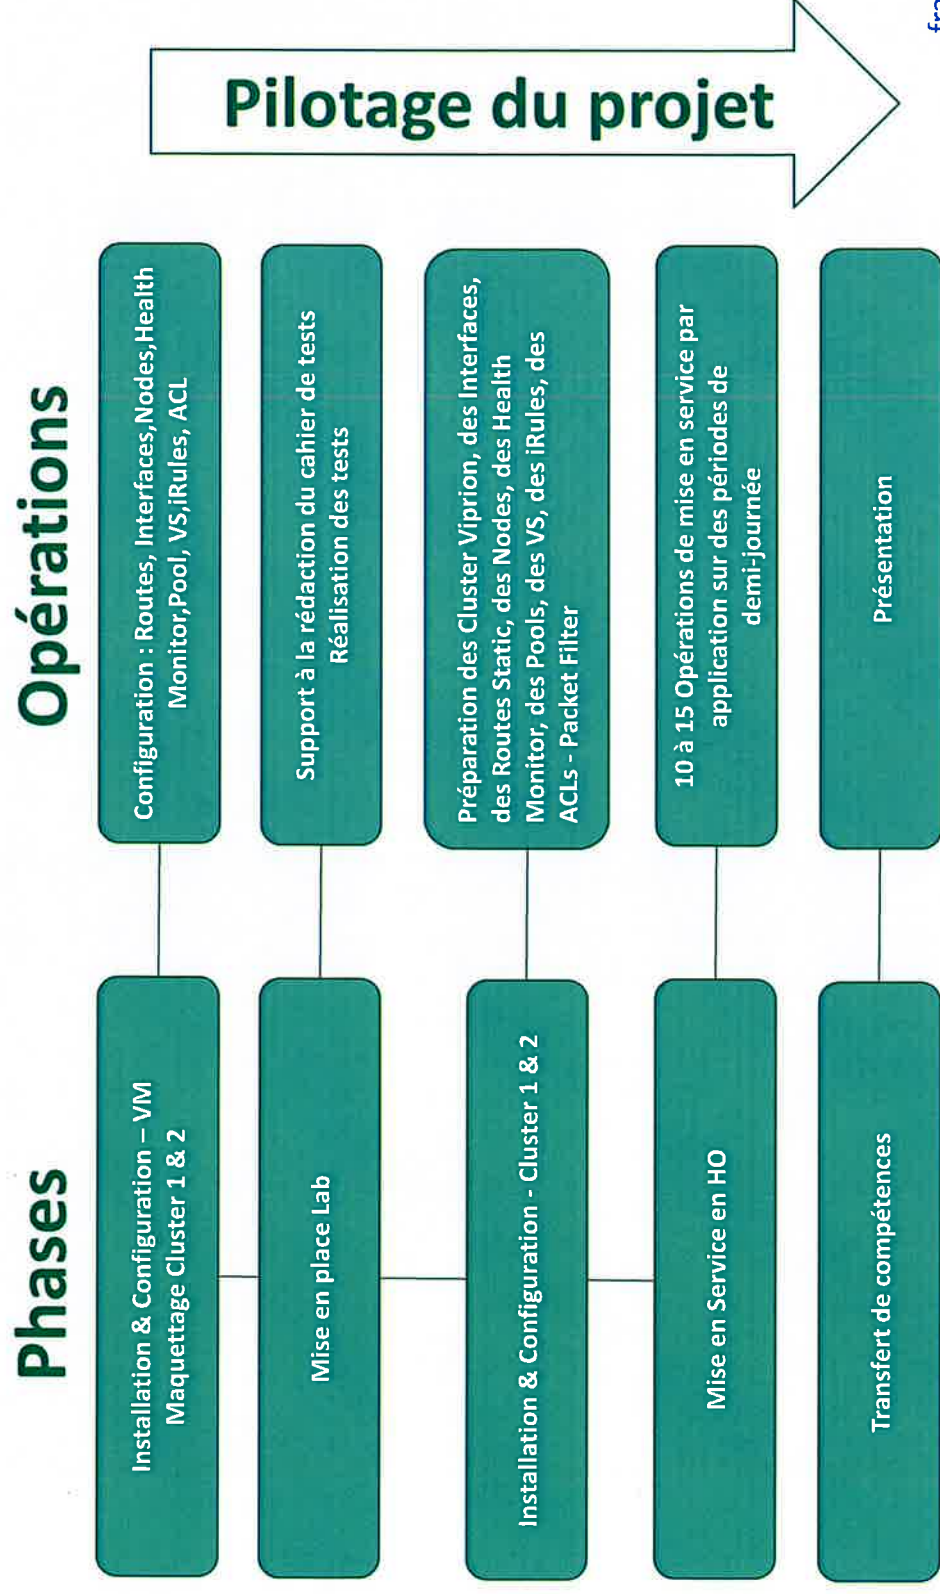 Phases
Opérations
Installation & Configuration – VM
Maquettage Cluster 1 & 2
Configuration : Routes, Interfaces,Nodes,Health
Monitor,Pool, VS,iRules, ACL
Mise en place Lab
Support à la rédaction du cahier de tests
Réalisation des tests
Installation & Configuration - Cluster 1 & 2
Préparation des Cluster Viprion, des Interfaces,
des Routes Static, des Nodes, des Health
Monitor, des Pools, des VS, des iRules, des
ACLs - Packet Filter
Mise en Service en HO
10 à 15 Opérations de mise en service par
application sur des périodes de
demi-journée
Transfert de compétences
Présentation
Pilotage du projet